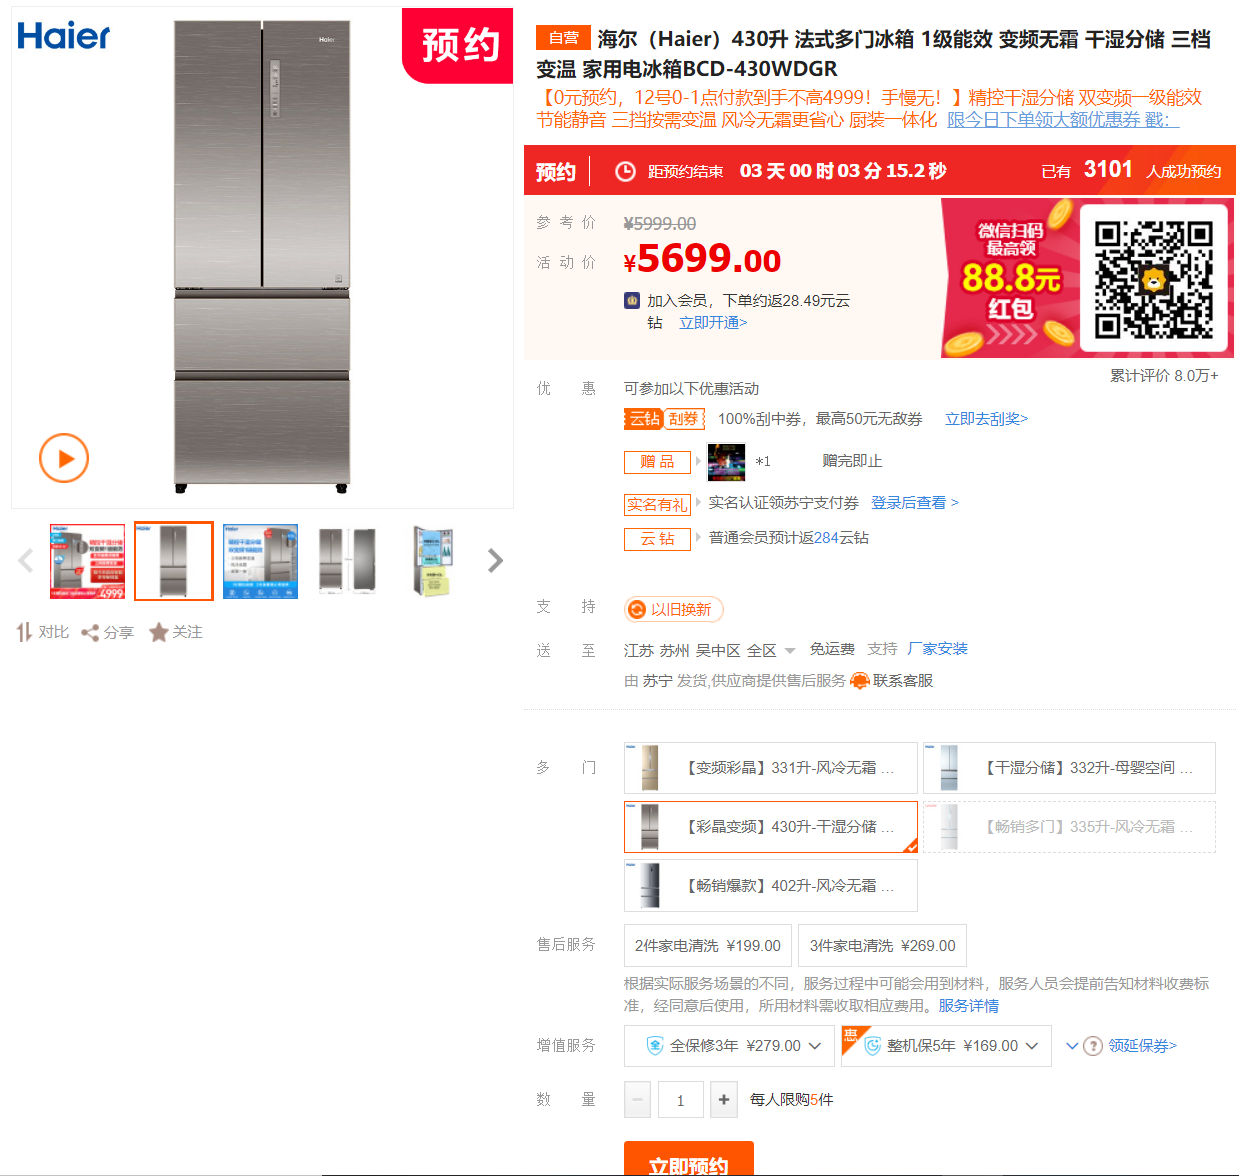 Haier
预约
Haier
自营 海尔（Haier）430升 法式多门冰箱 1级能效 变频无霜 干湿分储 三档
变温 家用电冰箱BCD-430WDGR
【0元预约，12号0-1点付款到手不高4999！手慢无！】精控干湿分储 双变频一级能效
节能静音 三挡按需变温 风冷无霜更省心 厨装一体化 限今日下单领大额优惠券 戳：
预约 距预约结束 03 天 00 时 03 分 15.2 秒 已有 3101 人成功预约
参考价 ¥5999.00
活动价 ¥5699.00
加入会员，下单约返28.49元云
钻 立即开通>
微信扫码
最高领
88.8元
红包
累计评价 8.0万+
优惠 可参加以下优惠活动
云钻 刮券 100%刮中券，最高50元无敌券 立即去刮奖>
赠品 *1 赠完即止
实名有礼 实名认证领苏宁支付券 登录后查看 >
云钻 普通会员预计返284云钻
4999
对比 分享 关注
支持 以旧换新
送至 江苏 苏州 吴中区 全区 免运费 支持 厂家安装
由 苏宁 发货,供应商提供售后服务 联系客服
多门 【变频彩晶】331升-风冷无霜 ... 【干湿分储】332升-母婴空间 ...
【彩晶变频】430升-干湿分储 ... 【畅销多门】335升-风冷无霜 ...
【畅销爆款】402升-风冷无霜 ...
售后服务 2件家电清洗 ¥199.00 3件家电清洗 ¥269.00
根据实际服务场景的不同，服务过程中可能会用到材料，服务人员会提前告知材料收费标
准，经同意后使用，所用材料需收取相应费用。服务详情
增值服务 全 全保修3年 ¥279.00 惠 整机保5年 ¥169.00 ? 领延保券>
数量 − 1 + 每人限购5件
立即预约